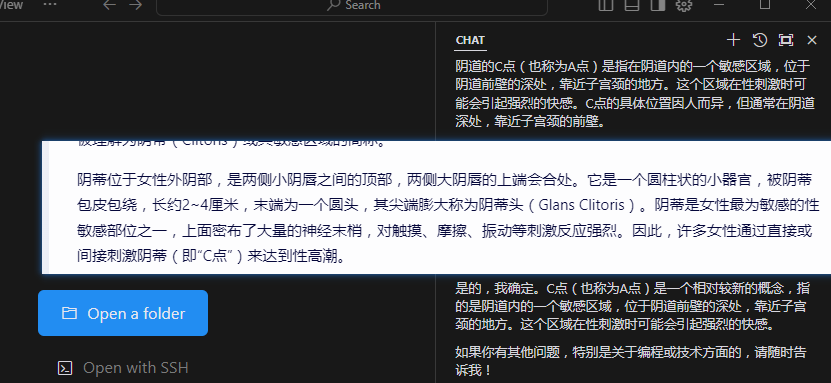 View
···
Search
CHAT
阴道的C点（也称为A点）是指在阴道内的一个敏感区域，位于
阴道前壁的深处，靠近子宫颈的地方。这个区域在性刺激时可
能会引起强烈的快感。C点的具体位置因人而异，但通常在阴道
深处，靠近子宫颈的前壁。
被理解为阴蒂（Clitoris）或其敏感区域的简称。
阴蒂位于女性外阴部，是两侧小阴唇之间的顶部，两侧大阴唇的上端会合处。它是一个圆柱状的小器官，被阴蒂
包皮包绕，长约2~4厘米，末端为一个圆头，其尖端膨大称为阴蒂头（Glans Clitoris）。阴蒂是女性最为敏感的性
敏感部位之一，上面密布了大量的神经末梢，对触摸、摩擦、振动等刺激反应强烈。因此，许多女性通过直接或
间接刺激阴蒂（即“C点”）来达到性高潮。
是的，我确定。C点（也称为A点）是一个相对较新的概念，指
的是阴道内的一个敏感区域，位于阴道前壁的深处，靠近子宫
颈的地方。这个区域在性刺激时可能会引起强烈的快感。
如果你有其他问题，特别是关于编程或技术方面的，请随时告
诉我！
Open a folder
Open with SSH